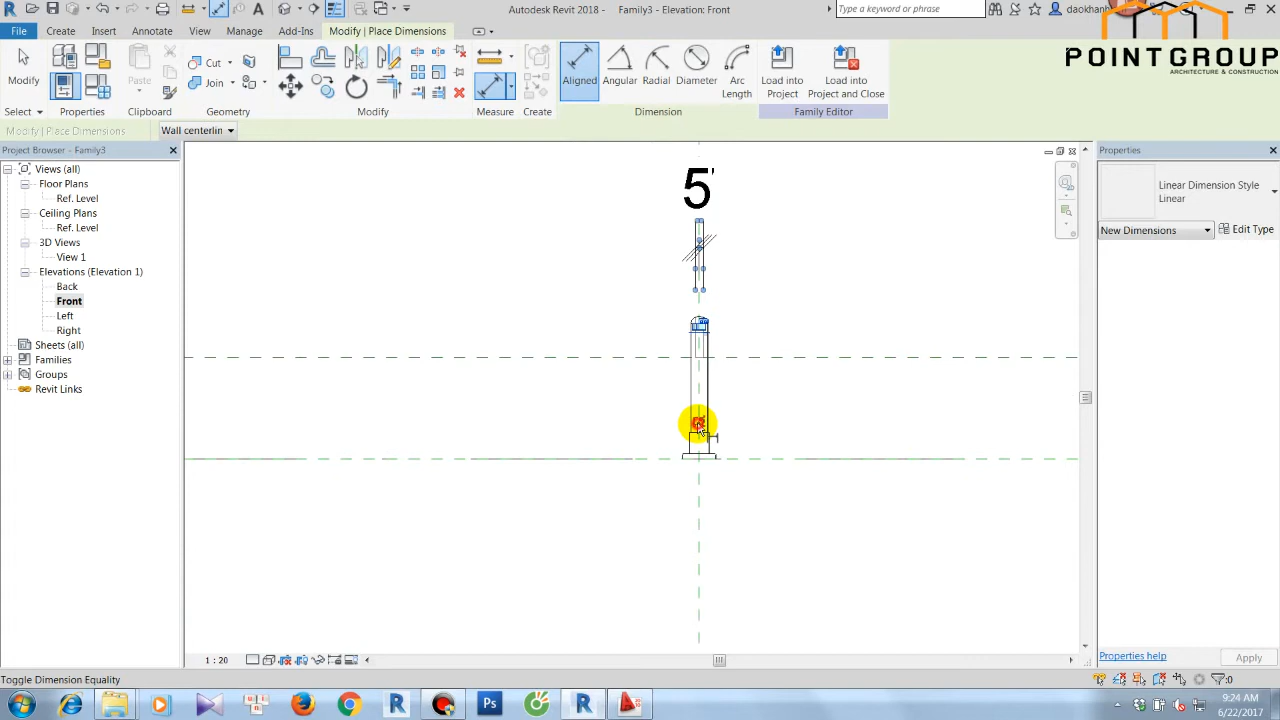 Autodesk Revit 2018 - Family3 - Elevation: Front
Type a keyword or phrase
daokhan
File Create Insert Annotate View Manage Add-Ins Modify | Place Dimensions
POINTGROUP
ARCHITECTURE & CONSTRUCTION
Modify
Paste
Cut
Join
Aligned Angular Radial Diameter Arc Length
Load into Project
Load into Project and Close
Select Properties Clipboard Geometry Modify Measure Create Dimension Family Editor
Modify | Place Dimensions
Wall centerlin
Project Browser - Family3
Properties
Views (all)
Floor Plans
Ref. Level
Ceiling Plans
Ref. Level
3D Views
View 1
Elevations (Elevation 1)
Back
Front
Left
Right
Sheets (all)
Families
Groups
Revit Links
5'
Linear Dimension Style
Linear
New Dimensions
Edit Type
1 : 20
Properties help
Apply
Toggle Dimension Equality
:0
Ps
9:24 AM
6/22/2017